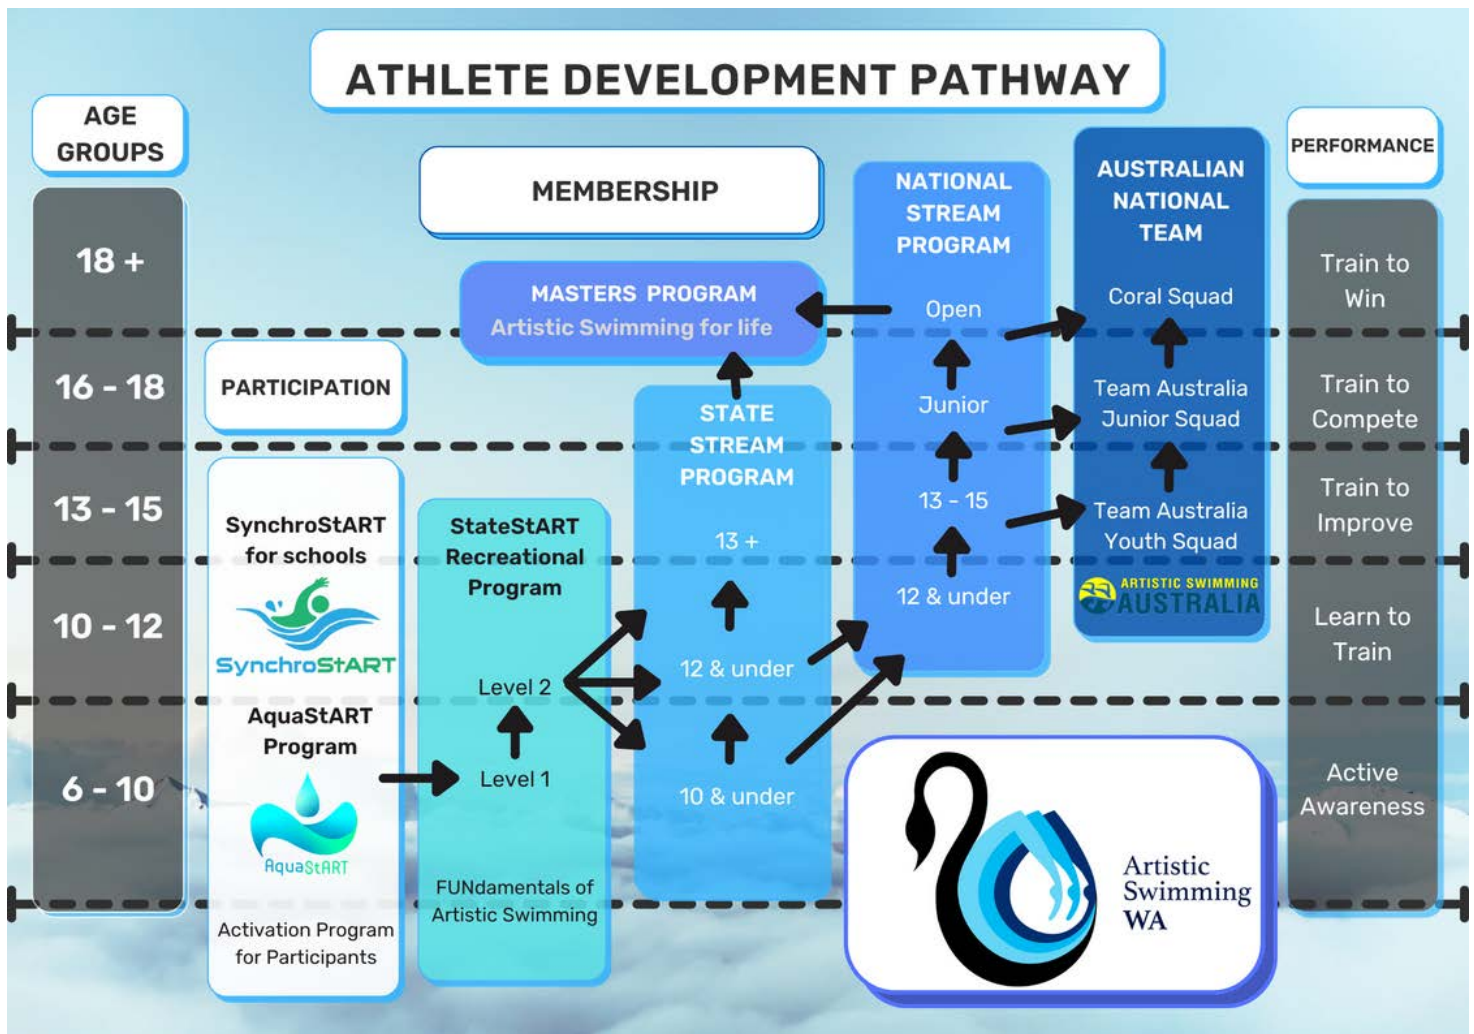 ATHLETE DEVELOPMENT PATHWAY
AGE
GROUPS
18 +
16 - 18
13 - 15
10 - 12
6 - 10
PARTICIPATION
SynchroStART
for schools
SynchroStART
AquaStART
Program
AquaStART
Activation Program
for Participants
MEMBERSHIP
MASTERS PROGRAM
Artistic Swimming for life
StateStART
Recreational
Program
Level 2
Level 1
FUNdamentals of
Artistic Swimming
STATE
STREAM
PROGRAM
13 +
12 & under
10 & under
NATIONAL
STREAM
PROGRAM
Open
Junior
13 - 15
12 & under
AUSTRALIAN
NATIONAL
TEAM
Coral Squad
Team Australia
Junior Squad
Team Australia
Youth Squad
ARTISTIC SWIMMING
AUSTRALIA
PERFORMANCE
Train to
Win
Train to
Compete
Train to
Improve
Learn to
Train
Active
Awareness
Artistic
Swimming
WA